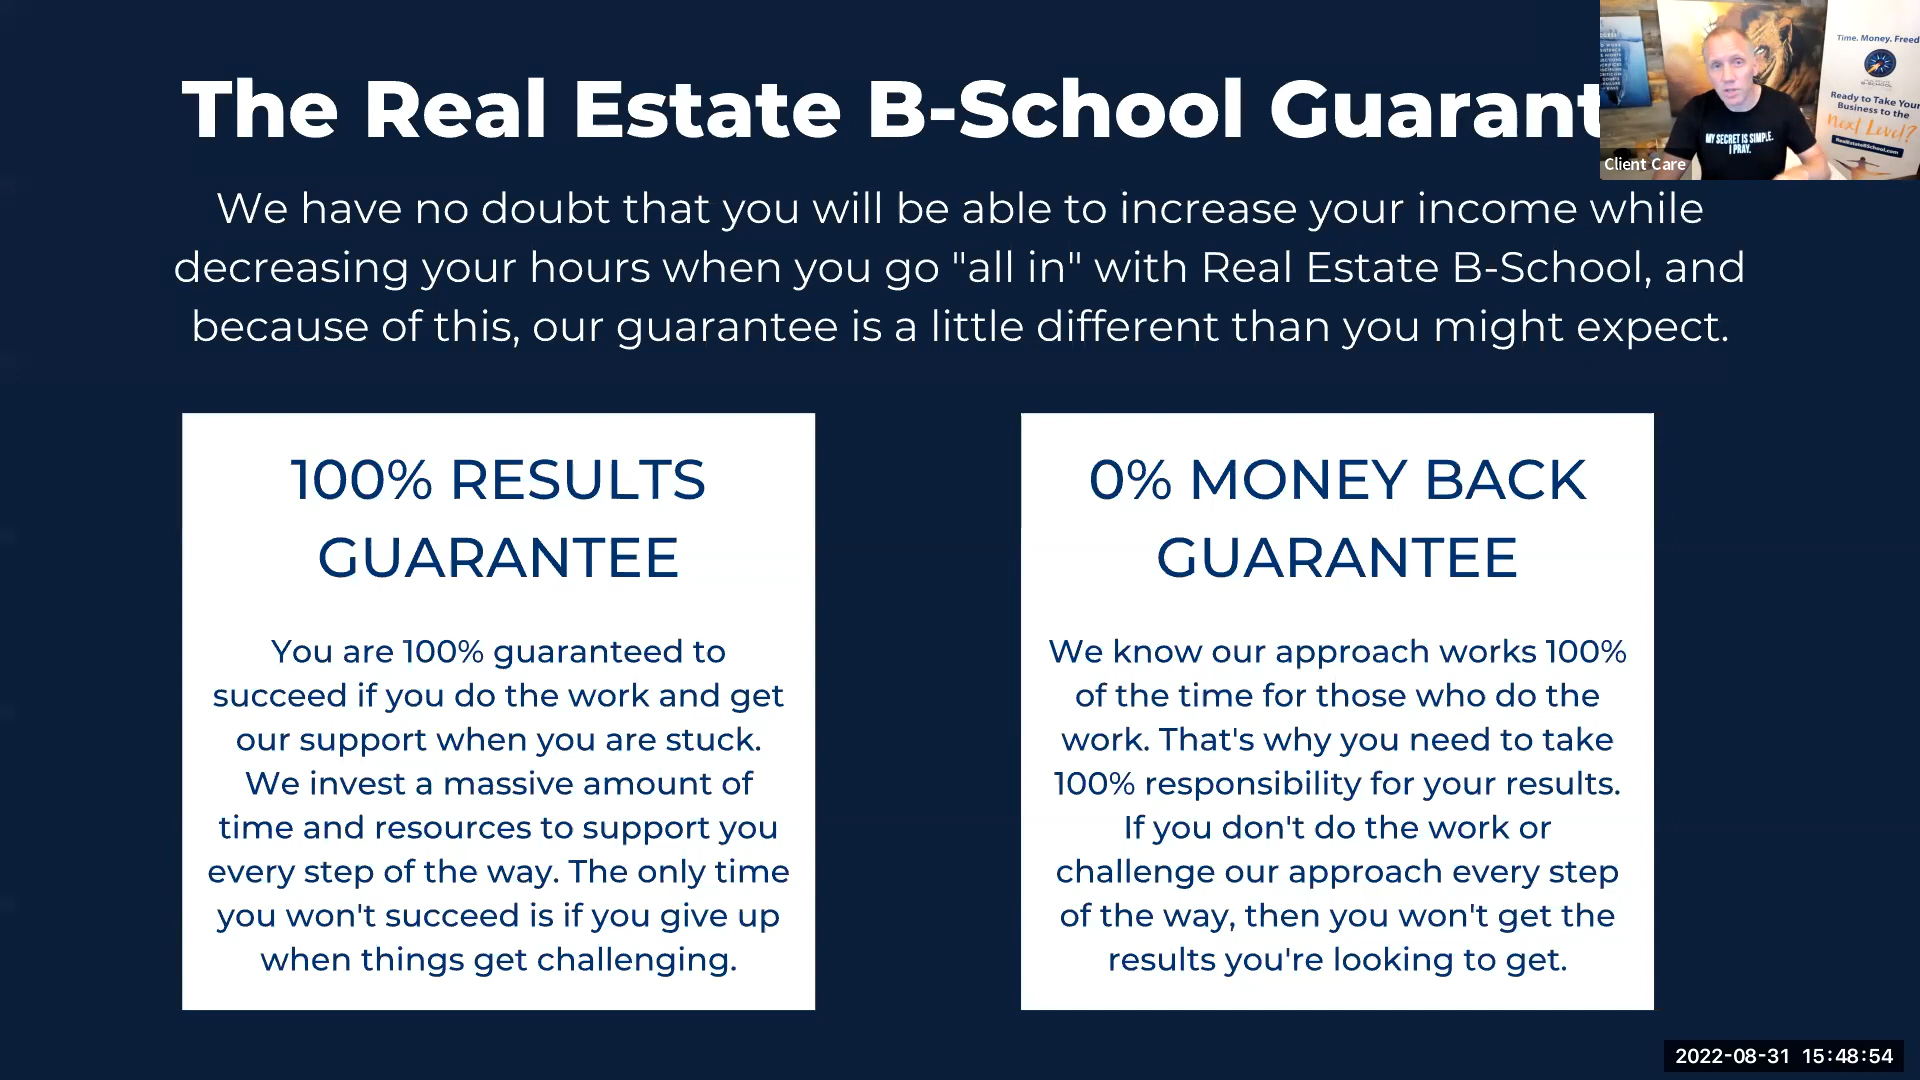 The Real Estate B-School Guarant
We have no doubt that you will be able to increase your income while
decreasing your hours when you go "all in" with Real Estate B-School, and
because of this, our guarantee is a little different than you might expect.
100% RESULTS
GUARANTEE
You are 100% guaranteed to
succeed if you do the work and get
our support when you are stuck.
We invest a massive amount of
time and resources to support you
every step of the way. The only time
you won't succeed is if you give up
when things get challenging.
0% MONEY BACK
GUARANTEE
We know our approach works 100%
of the time for those who do the
work. That's why you need to take
100% responsibility for your results.
If you don't do the work or
challenge our approach every step
of the way, then you won't get the
results you're looking to get.
Time. Money. Freed
B-SCHOOL
Ready to Take Your
Business to the
Next Level?
RealEstateBSchool.com
MY SECRET IS SIMPLE.
I PRAY.
Client Care
2022-08-31 15:48:54